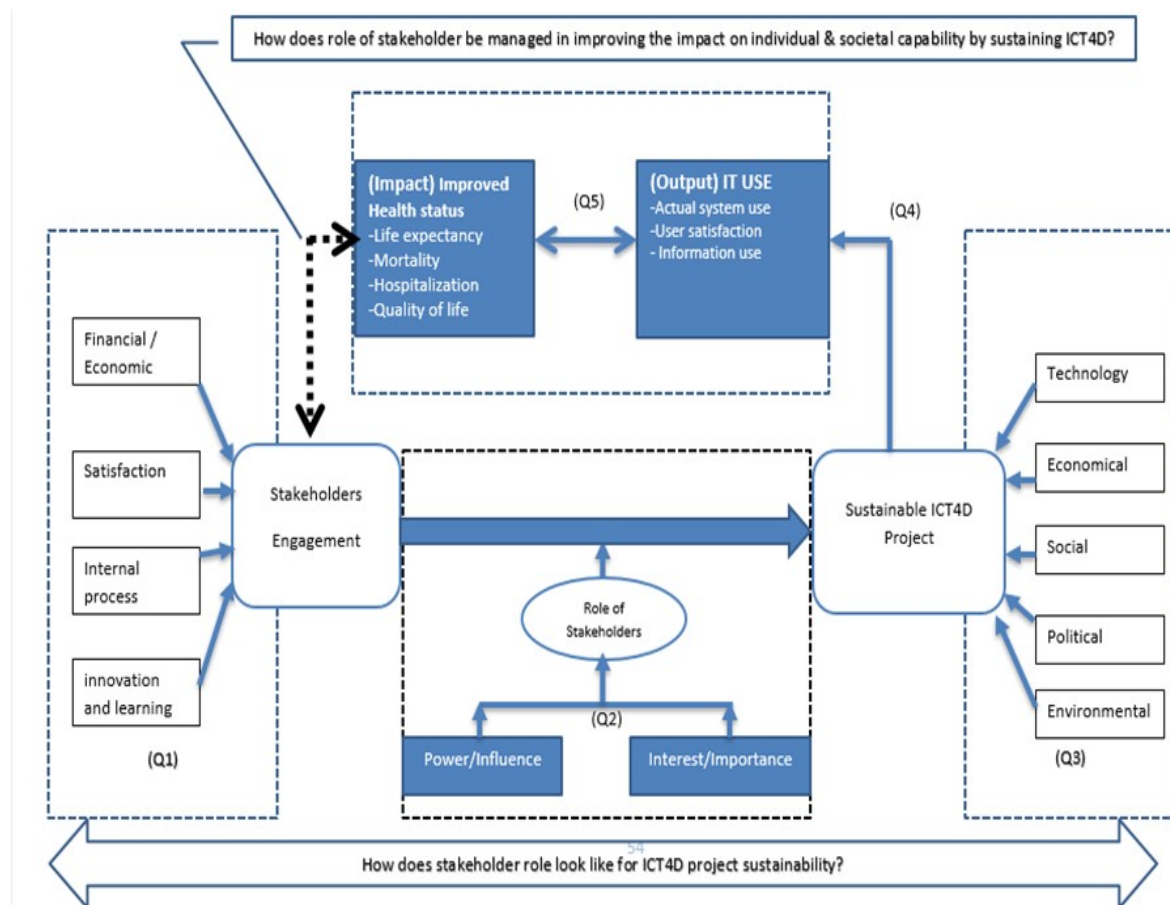 How does role of stakeholder be managed in improving the impact on individual & societal capability by sustaining ICT4D?
(Impact) Improved
Health status
-Life expectancy
-Mortality
-Hospitalization
-Quality of life
(Q5)
(Output) IT USE
-Actual system use
-User satisfaction
- Information use
(Q4)
Financial /
Economic
Satisfaction
Internal
process
innovation
and learning
(Q1)
Stakeholders
Engagement
Role of
Stakeholders
(Q2)
Power/Influence
Interest/Importance
Sustainable ICT4D
Project
Technology
Economical
Social
Political
Environmental
(Q3)
54
How does stakeholder role look like for ICT4D project sustainability?